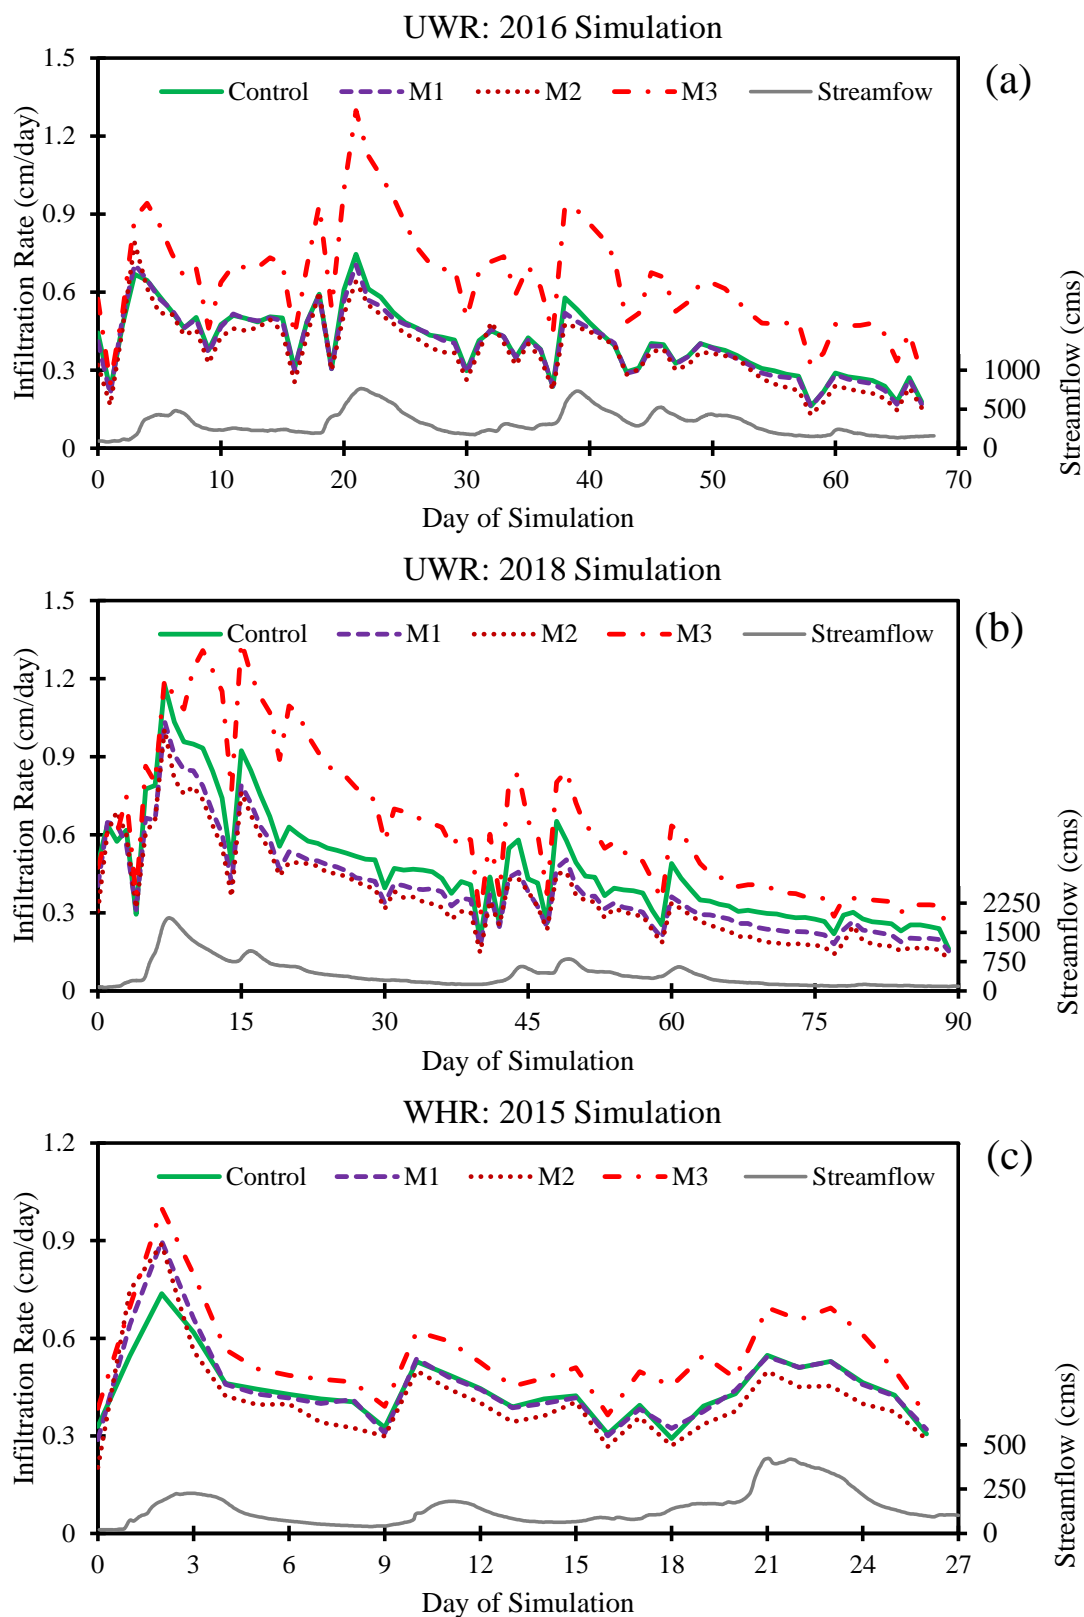 UWR: 2016 Simulation
1.5
1.2
0.9
0.6
0.3
0
Infiltration Rate (cm/day)
Control M1 M2 M3 Streamfow
(a)
1000
500
0
Streamflow (cms)
0 10 20 30 40 50 60 70
Day of Simulation
UWR: 2018 Simulation
1.5
1.2
0.9
0.6
0.3
0
Infiltration Rate (cm/day)
Control M1 M2 M3 Streamflow
(b)
2250
1500
750
0
Streamflow (cms)
0 15 30 45 60 75 90
Day of Simulation
WHR: 2015 Simulation
1.2
0.9
0.6
0.3
0
Infiltration Rate (cm/day)
Control M1 M2 M3 Streamflow
(c)
500
250
0
Streamflow (cms)
0 3 6 9 12 15 18 21 24 27
Day of Simulation